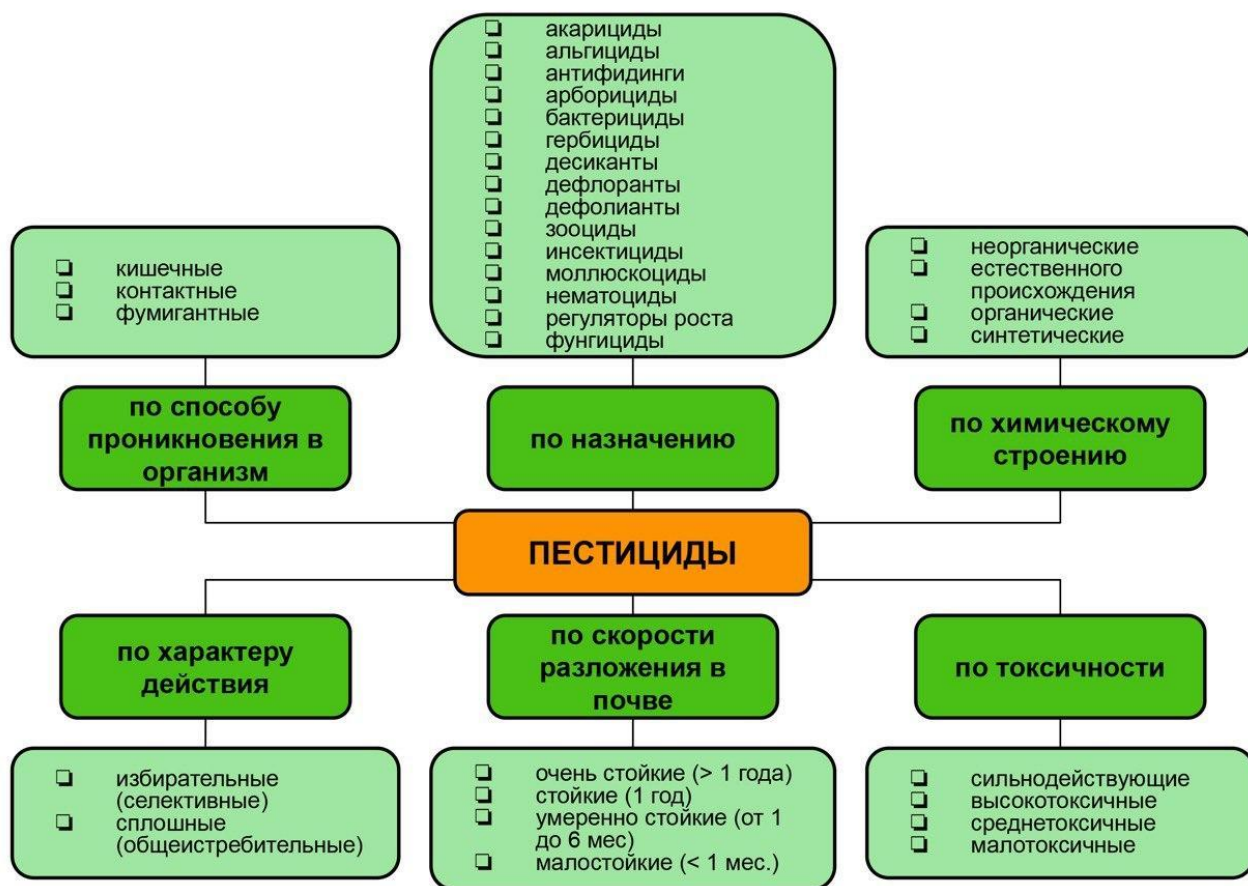 акарициды
альгициды
антифидинги
арборициды
бактерициды
гербициды
десиканты
дефлоранты
дефолианты
зооциды
инсектициды
моллюскоциды
нематоциды
регуляторы роста
фунгициды
кишечные
контактные
фумигантные
неорганические
естественного
происхождения
органические
синтетические
по способу
проникновения в
организм
по назначению
по химическому
строению
ПЕСТИЦИДЫ
по характеру
действия
по скорости
разложения в
почве
по токсичности
избирательные
(селективные)
сплошные
(общеистребительные)
очень стойкие (> 1 года)
стойкие (1 год)
умеренно стойкие (от 1
до 6 мес)
малостойкие (< 1 мес.)
сильнодействующие
высокотоксичные
среднетоксичные
малотоксичные